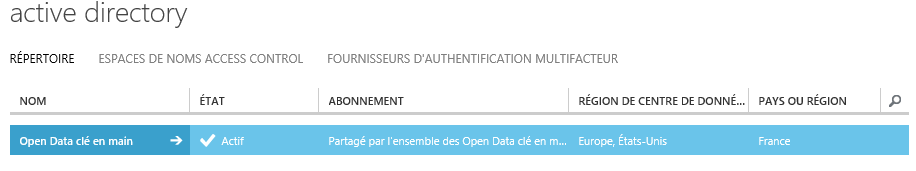 active directory
RÉPERTOIRE ESPACES DE NOMS ACCESS CONTROL FOURNISSEURS D'AUTHENTIFICATION MULTIFACTEUR
NOM ÉTAT ABONNEMENT RÉGION DE CENTRE DE DONNÉ... PAYS OU RÉGION
Open Data clé en main Actif Partagé par l'ensemble des Open Data clé en m... Europe, États-Unis France